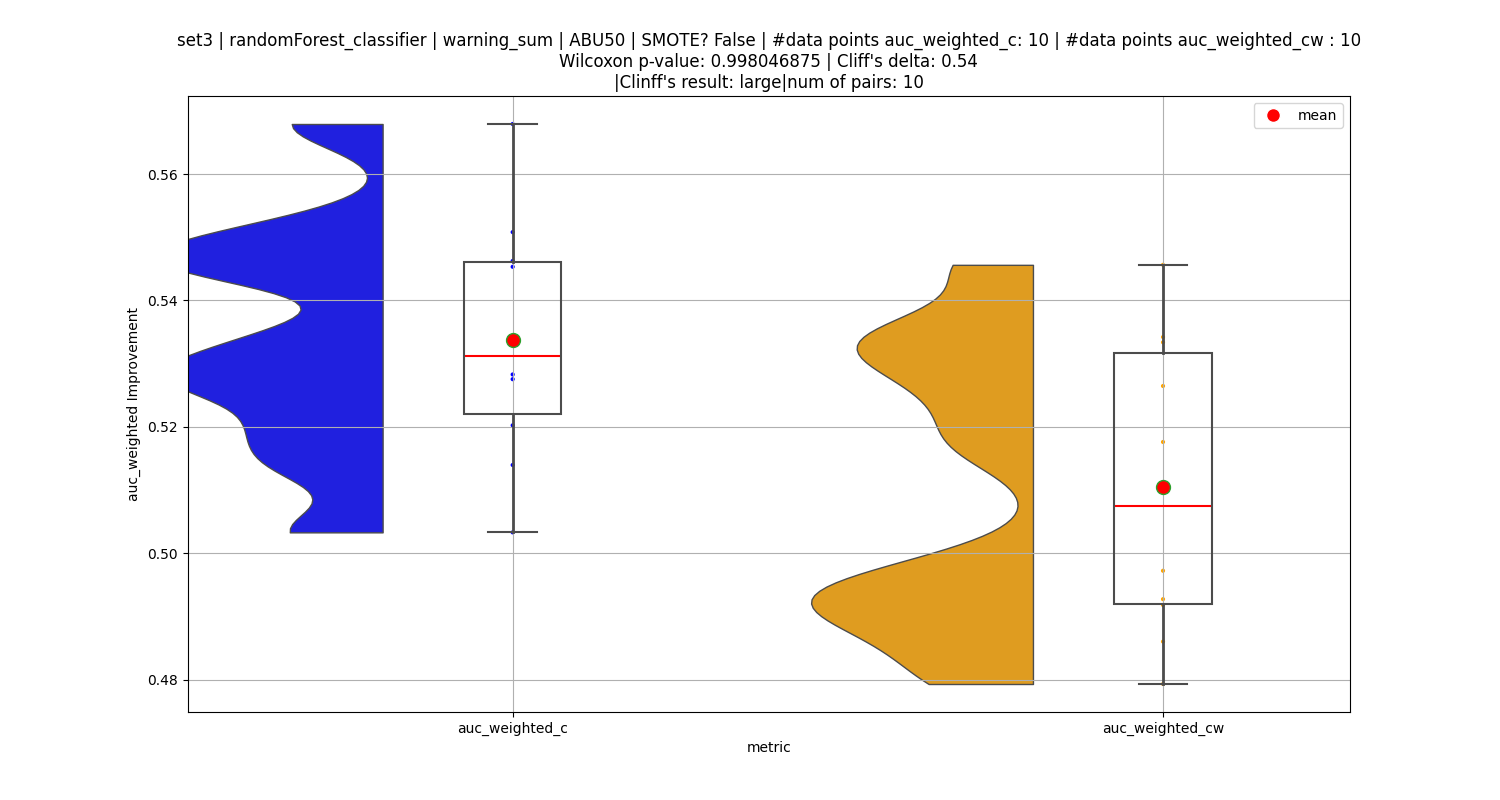 set3 | randomForest_classifier | warning_sum | ABU50 | SMOTE? False | #data points auc_weighted_c: 10 | #data points auc_weighted_cw : 10
Wilcoxon p-value: 0.998046875 | Cliff's delta: 0.54
|Clinff's result: large|num of pairs: 10
mean
0.56
0.54
0.52
0.50
0.48
auc_weighted Improvement
auc_weighted_c
auc_weighted_cw
metric